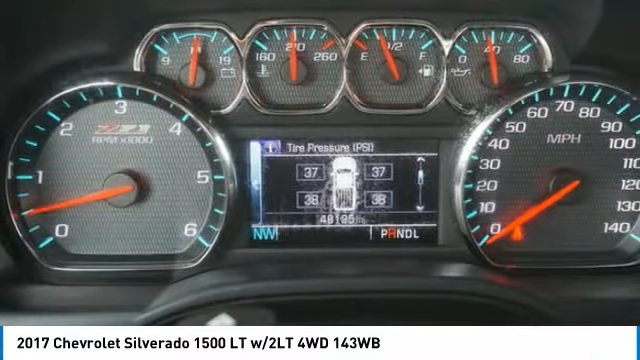 9 19
160 210 260
E 1/2 F
0 40 80
Z71
RPM x1000
0 1 2 3 4 5 6
Tire Pressure (PSI)
37 37
38 38
NW
PRNDL
MPH
0 10 20 30 40 50 60 70 80 90 100 110 120 130 140
2017 Chevrolet Silverado 1500 LT w/2LT 4WD 143WB